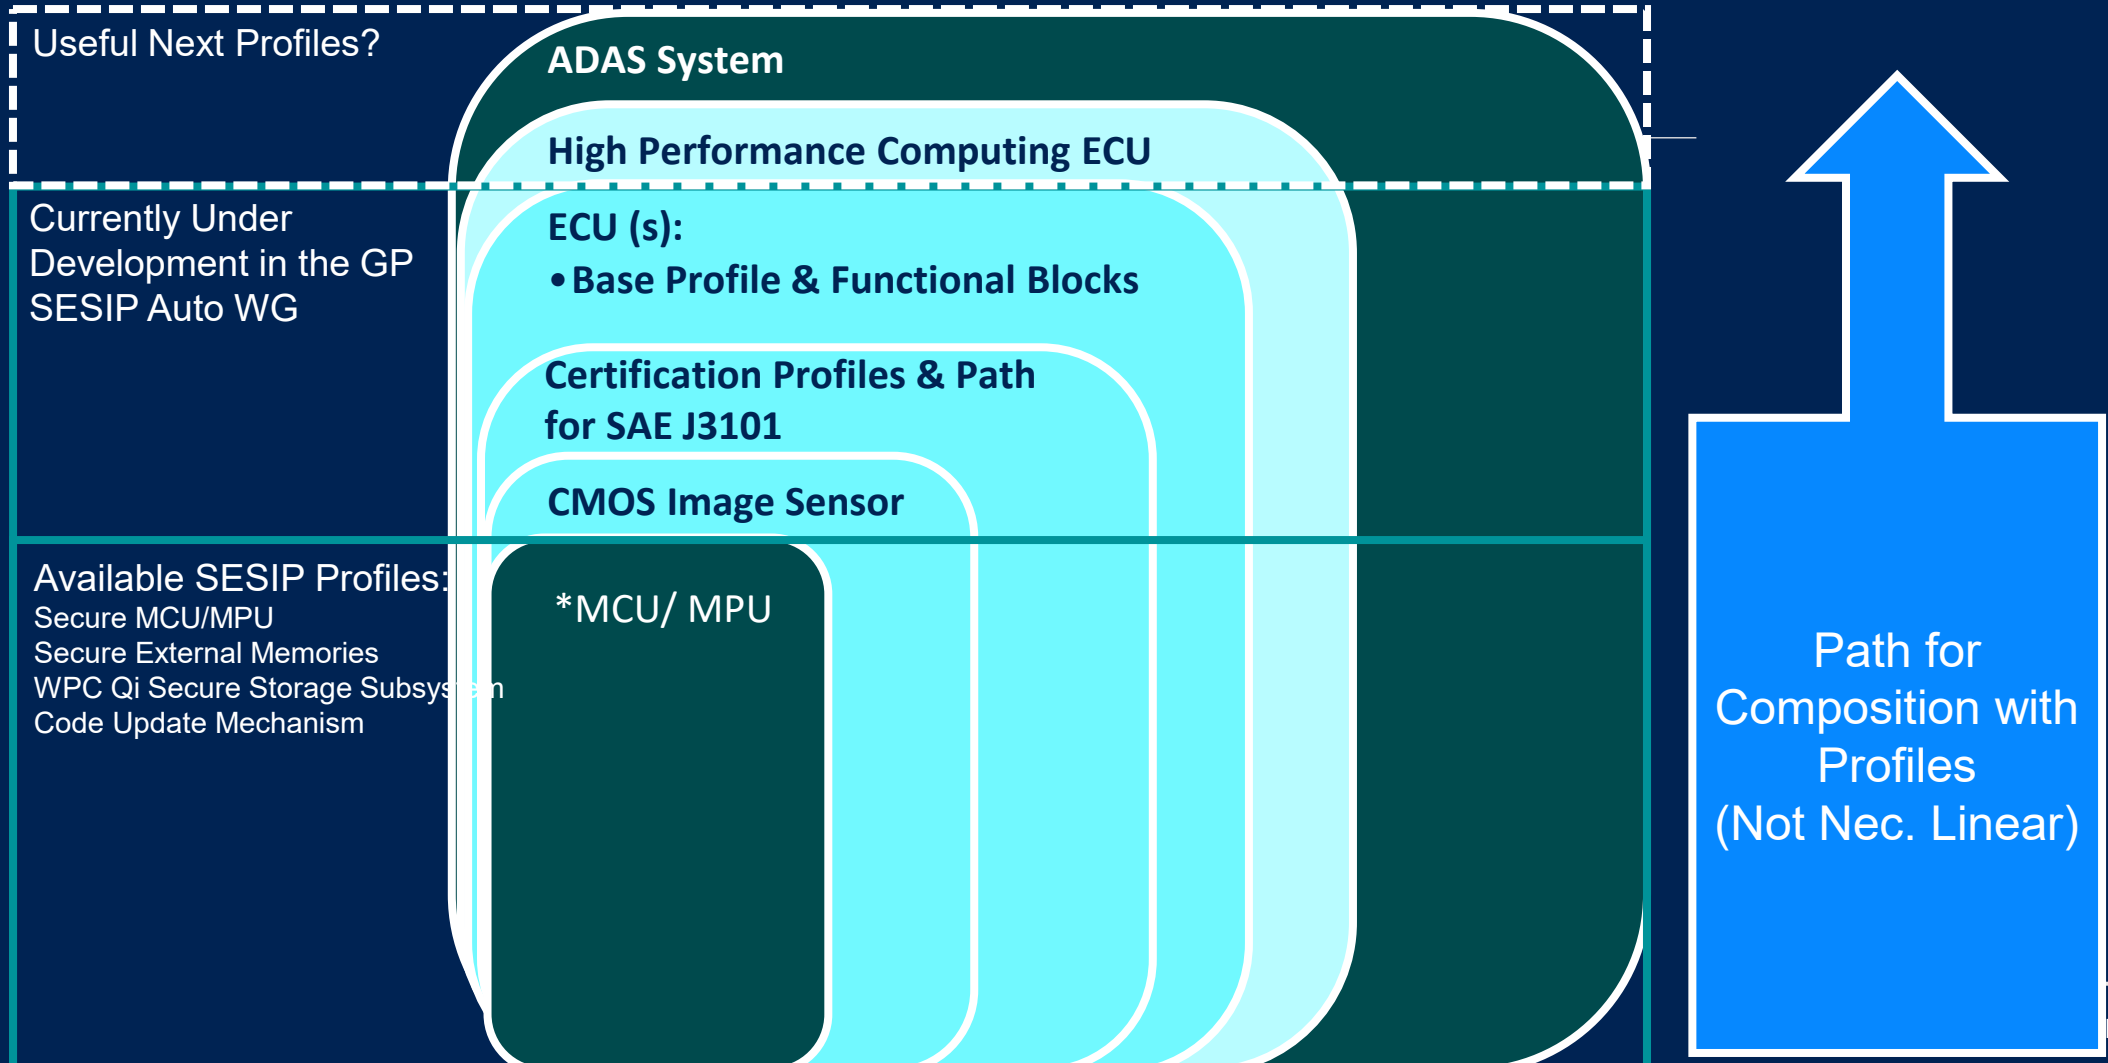 Useful Next Profiles?
ADAS System
High Performance Computing ECU
Currently Under
Development in the GP
SESIP Auto WG
ECU (s):
•Base Profile & Functional Blocks
Certification Profiles & Path
for SAE J3101
CMOS Image Sensor
Available SESIP Profiles:
Secure MCU/MPU
Secure External Memories
WPC Qi Secure Storage Subsystem
Code Update Mechanism
*MCU/ MPU
Path for
Composition with
Profiles
(Not Nec. Linear)